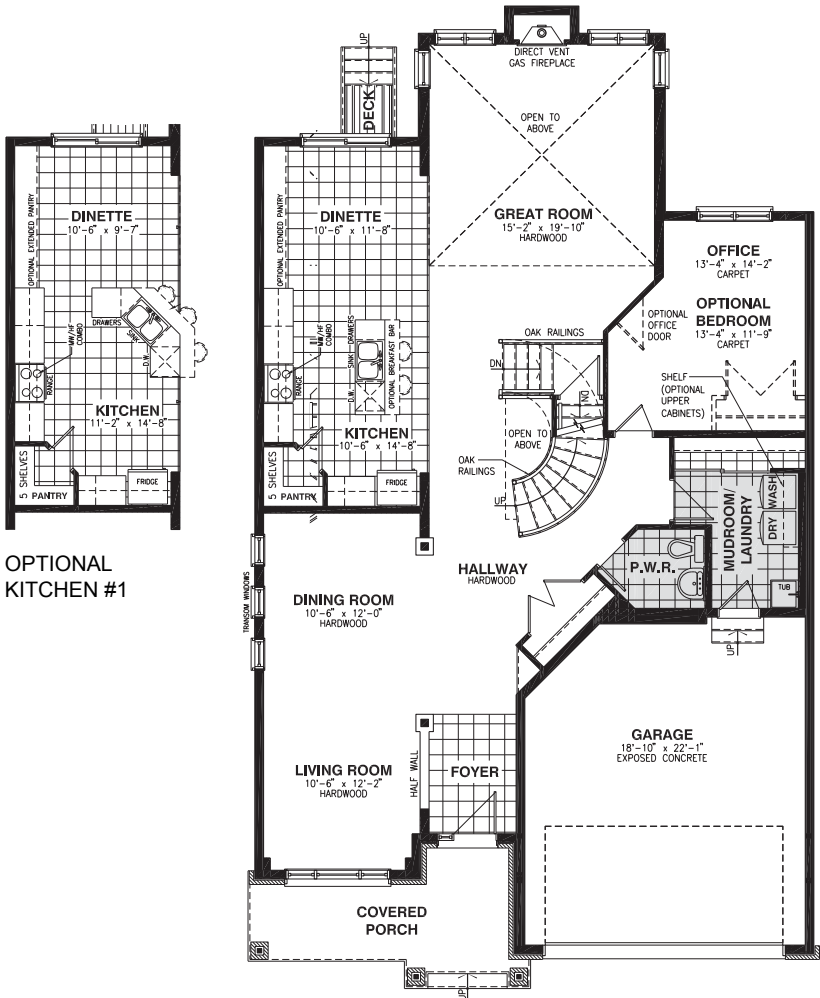 UP
DECK
DIRECT VENT
GAS FIREPLACE
OPEN TO
ABOVE
GREAT ROOM
15'-2" x 19'-10"
HARDWOOD
DINETTE
10'-6" x 9'-7"
OPTIONAL EXTENDED PANTRY
DRAWERS
SINK
D.W.
MW/HF
COMBO
RANGE
KITCHEN
11'-2" x 14'-8"
5 SHELVES
PANTRY
FRIDGE
OPTIONAL
KITCHEN #1
DINETTE
10'-6" x 11'-8"
OPTIONAL EXTENDED PANTRY
MW/HF
COMBO
RANGE
DRAWERS
SINK
D.W.
OPTIONAL BREAKFAST BAR
KITCHEN
10'-6" x 14'-8"
5 SHELVES
PANTRY
FRIDGE
OFFICE
13'-4" x 14'-2"
CARPET
OPTIONAL
BEDROOM
13'-4" x 11'-9"
CARPET
OPTIONAL
OFFICE
DOOR
SHELF
(OPTIONAL
UPPER
CABINETS)
OAK RAILINGS
DN
DN
OPEN TO
ABOVE
OAK
RAILINGS
UP
MUDROOM/
LAUNDRY
DRY
WASH
TUB
P.W.R.
HALLWAY
HARDWOOD
UP
TRANSOM WINDOWS
DINING ROOM
10'-6" x 12'-0"
HARDWOOD
LIVING ROOM
10'-6" x 12'-2"
HARDWOOD
HALF WALL
FOYER
GARAGE
18'-10" x 22'-1"
EXPOSED CONCRETE
COVERED
PORCH
UP